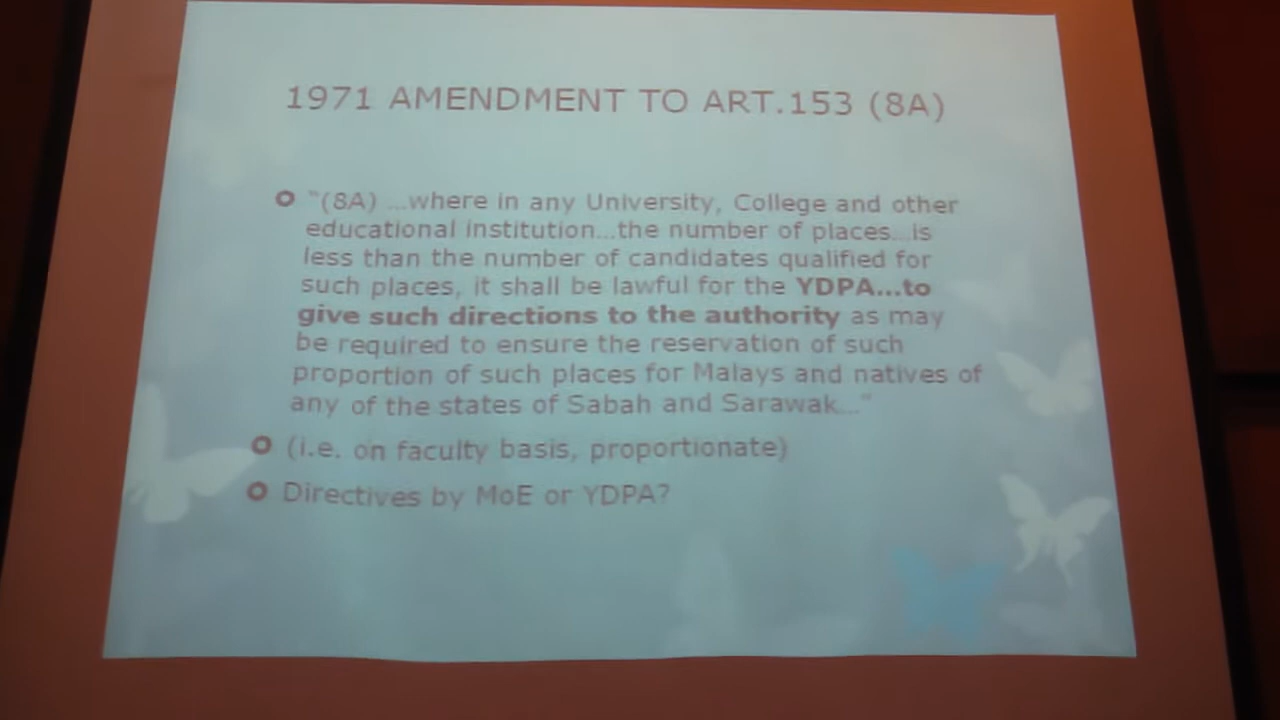 1971 AMENDMENT TO ART.153 (8A)
"(8A) ...where in any University, College and other
educational institution...the number of places...is
less than the number of candidates qualified for
such places, it shall be lawful for the YDPA...to
give such directions to the authority as may
be required to ensure the reservation of such
proportion of such places for Malays and natives of
any of the states of Sabah and Sarawak..."
(i.e. on faculty basis, proportionate)
Directives by MoE or YDPA?